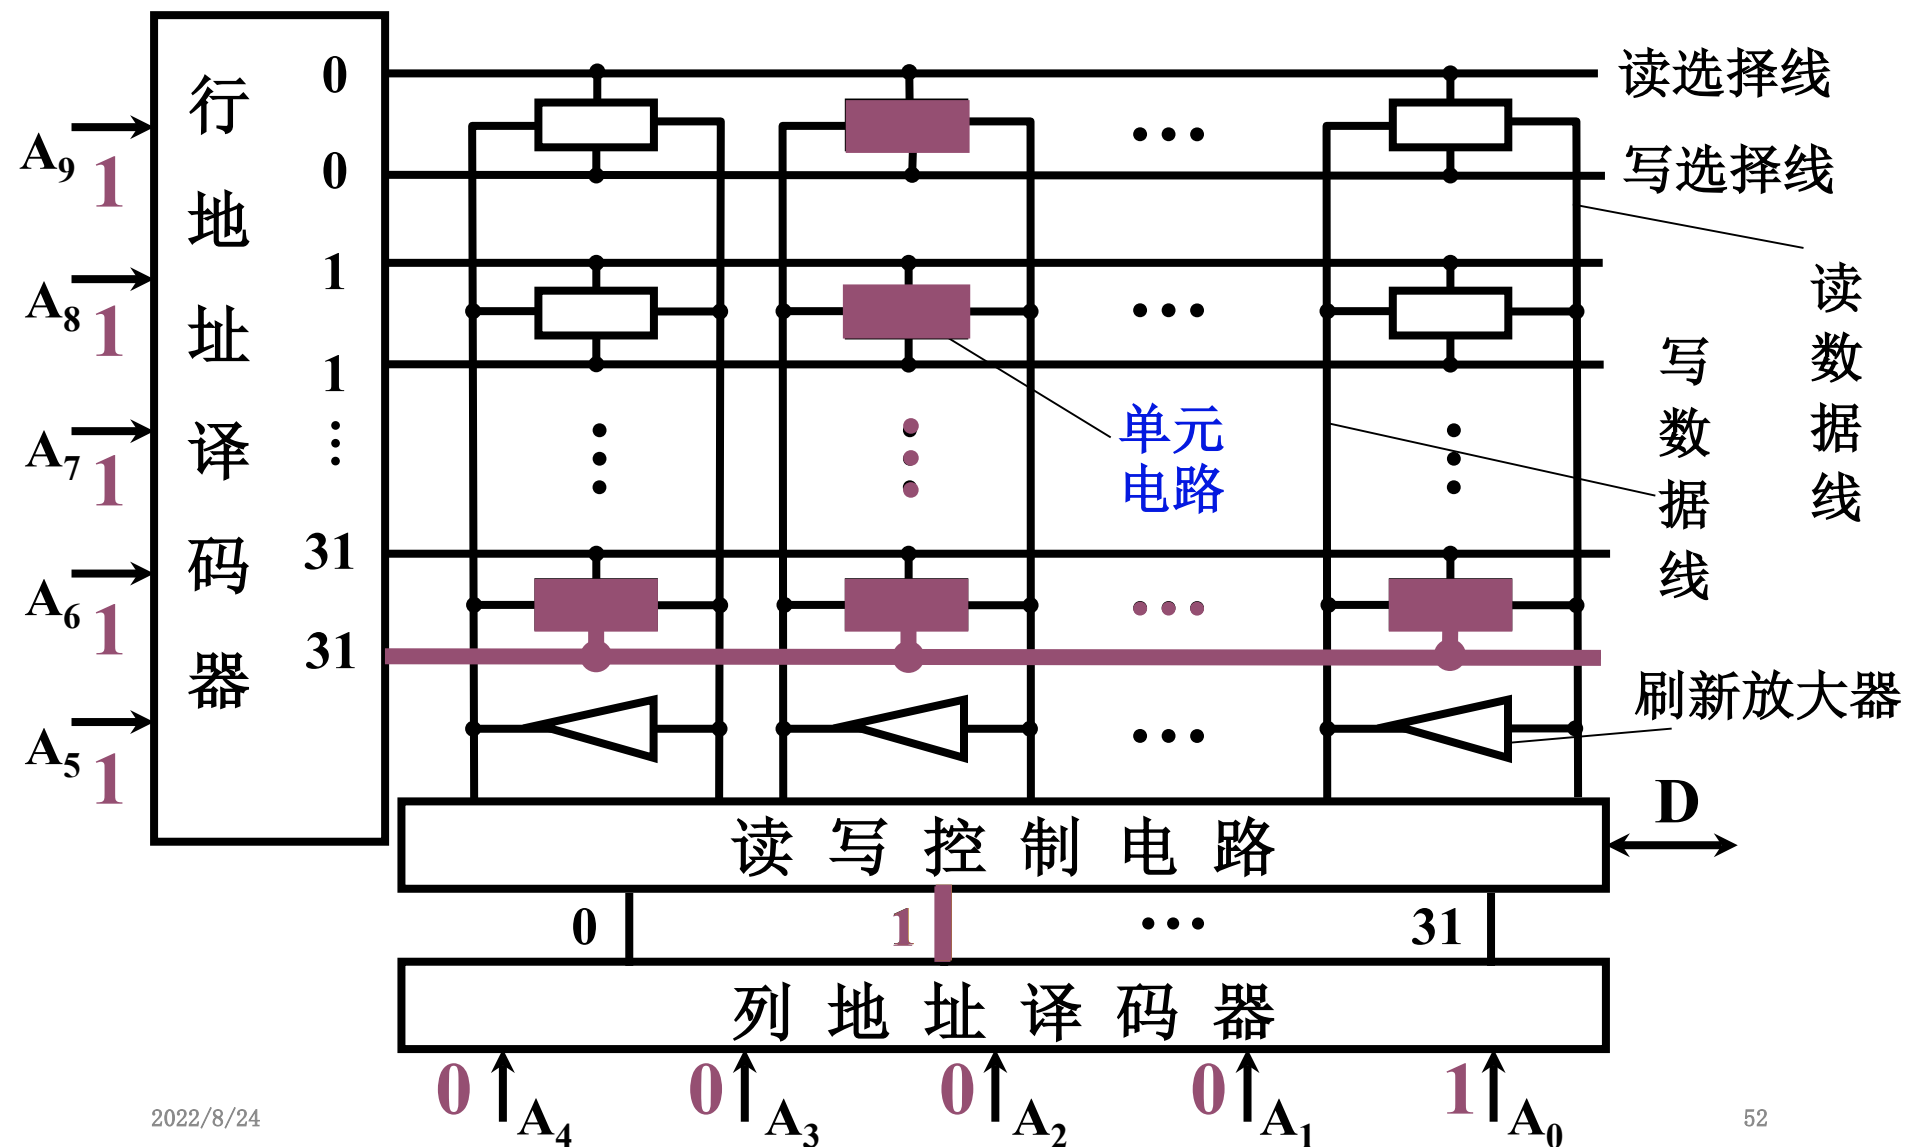 行地址译码器
A9 1
A8 1
A7 1
A6 1
A5 1
0
0
1
1
⋮
31
31
读选择线
写选择线
读数据线
写数据线
单元
电路
刷新放大器
D
读写控制电路
0 1 … 31
列地址译码器
0 0 0 0 1
A4 A3 A2 A1 A0
2022/8/24
52